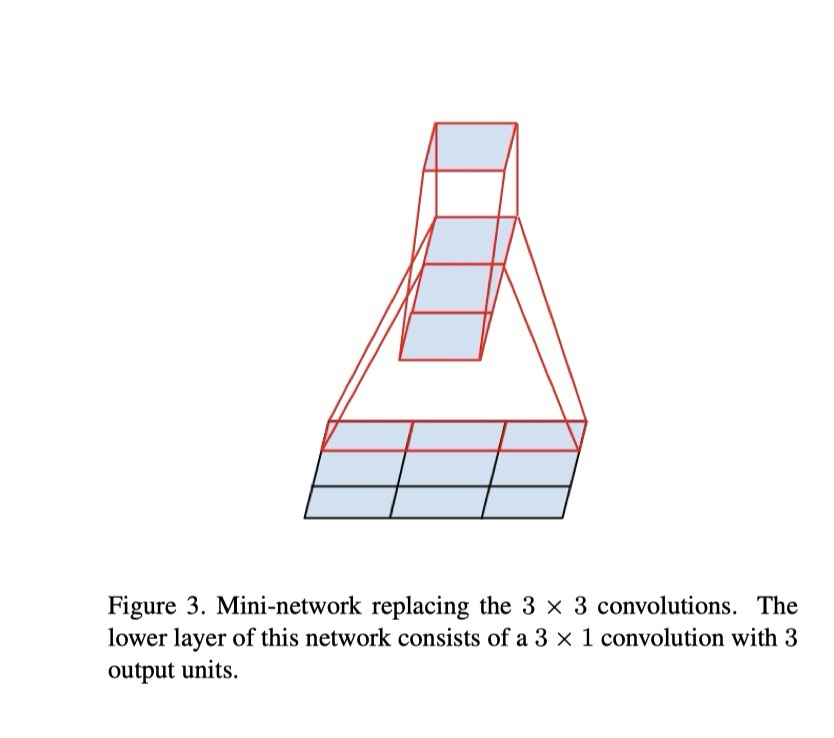 Figure 3. Mini-network replacing the 3 × 3 convolutions. The
lower layer of this network consists of a 3 × 1 convolution with 3
output units.